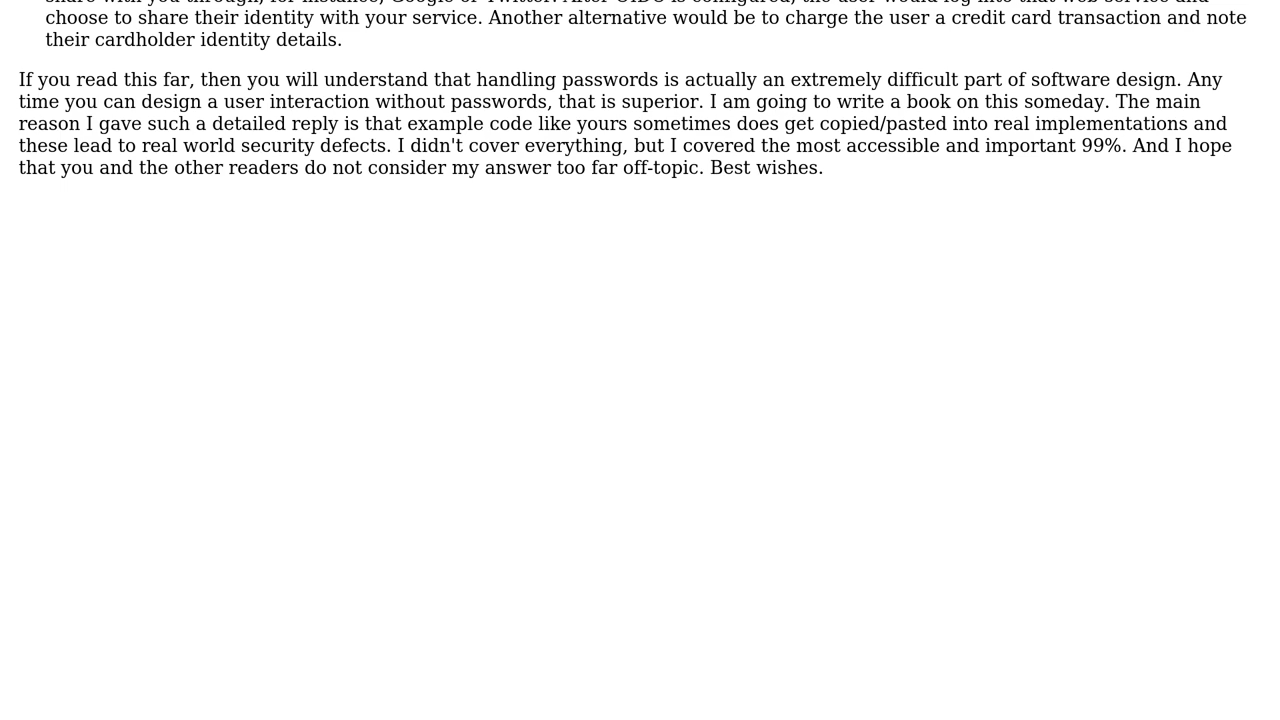 choose to share their identity with your service. Another alternative would be to charge the user a credit card transaction and note
their cardholder identity details.
If you read this far, then you will understand that handling passwords is actually an extremely difficult part of software design. Any
time you can design a user interaction without passwords, that is superior. I am going to write a book on this someday. The main
reason I gave such a detailed reply is that example code like yours sometimes does get copied/pasted into real implementations and
these lead to real world security defects. I didn't cover everything, but I covered the most accessible and important 99%. And I hope
that you and the other readers do not consider my answer too far off-topic. Best wishes.